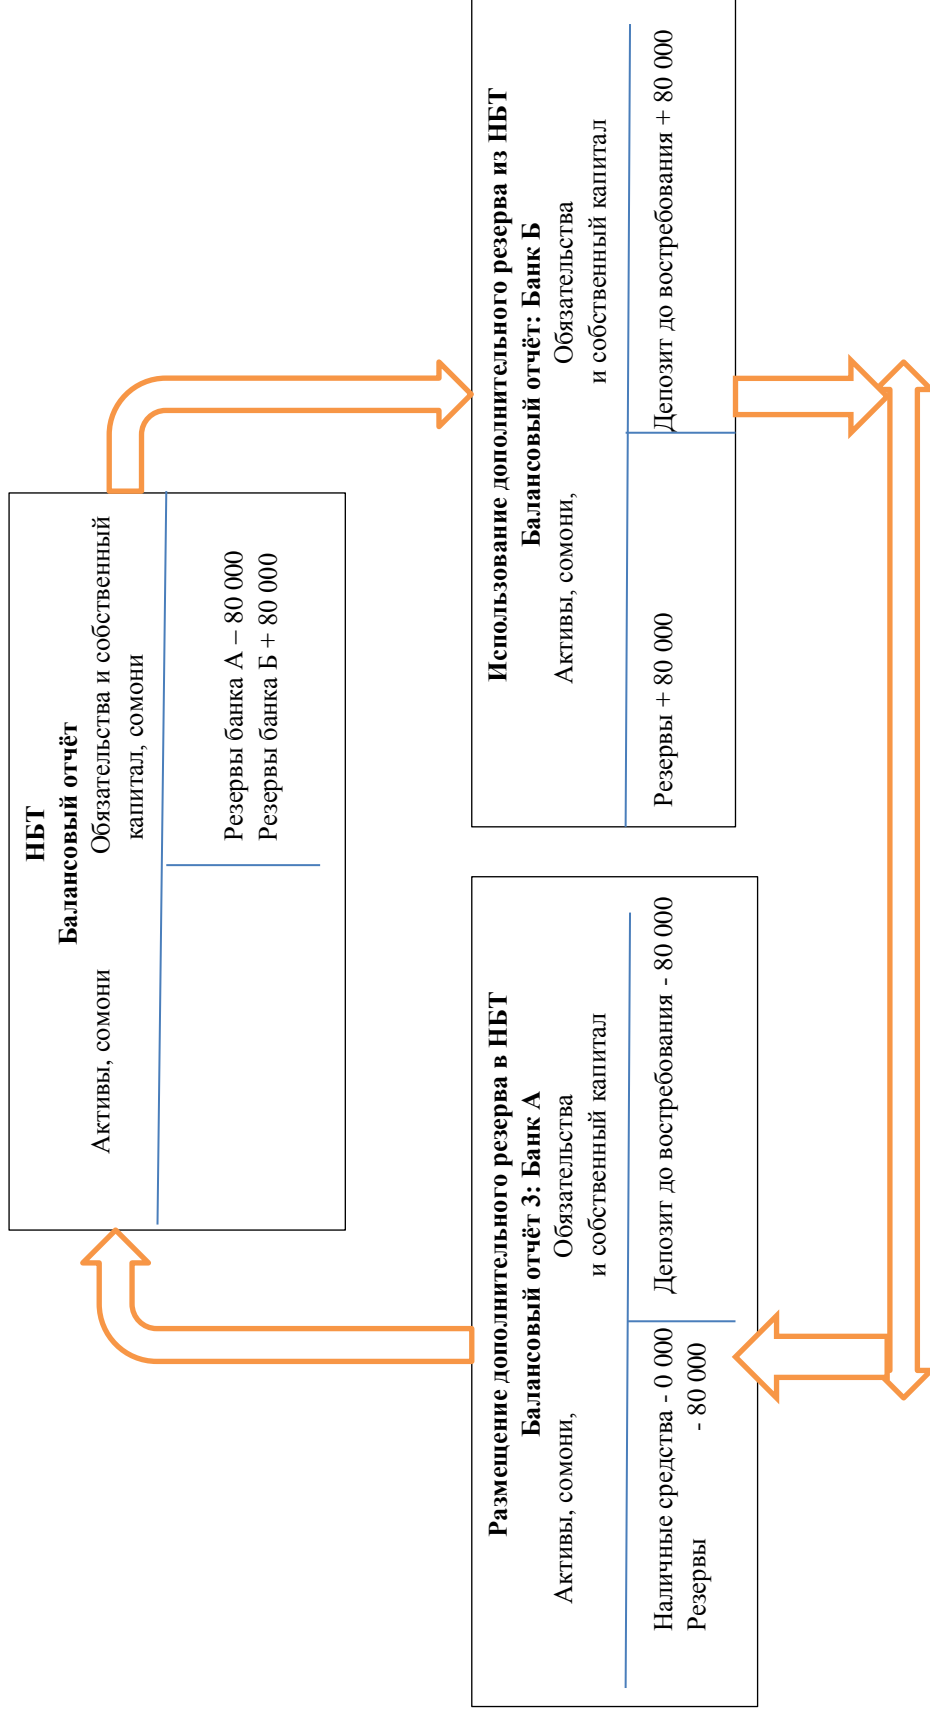 НБТ
Балансовый отчёт
Активы, сомони Обязательства и собственный
капитал, сомони
Резервы банка А – 80 000
Резервы банка Б + 80 000
Размещение дополнительного резерва в НБТ
Балансовый отчёт 3: Банк А
Активы, сомони, Обязательства
и собственный капитал
Наличные средства - 0 000 Депозит до востребования - 80 000
Резервы - 80 000
Использование дополнительного резерва из НБТ
Балансовый отчёт: Банк Б
Активы, сомони, Обязательства
и собственный капитал
Резервы + 80 000 Депозит до востребования + 80 000